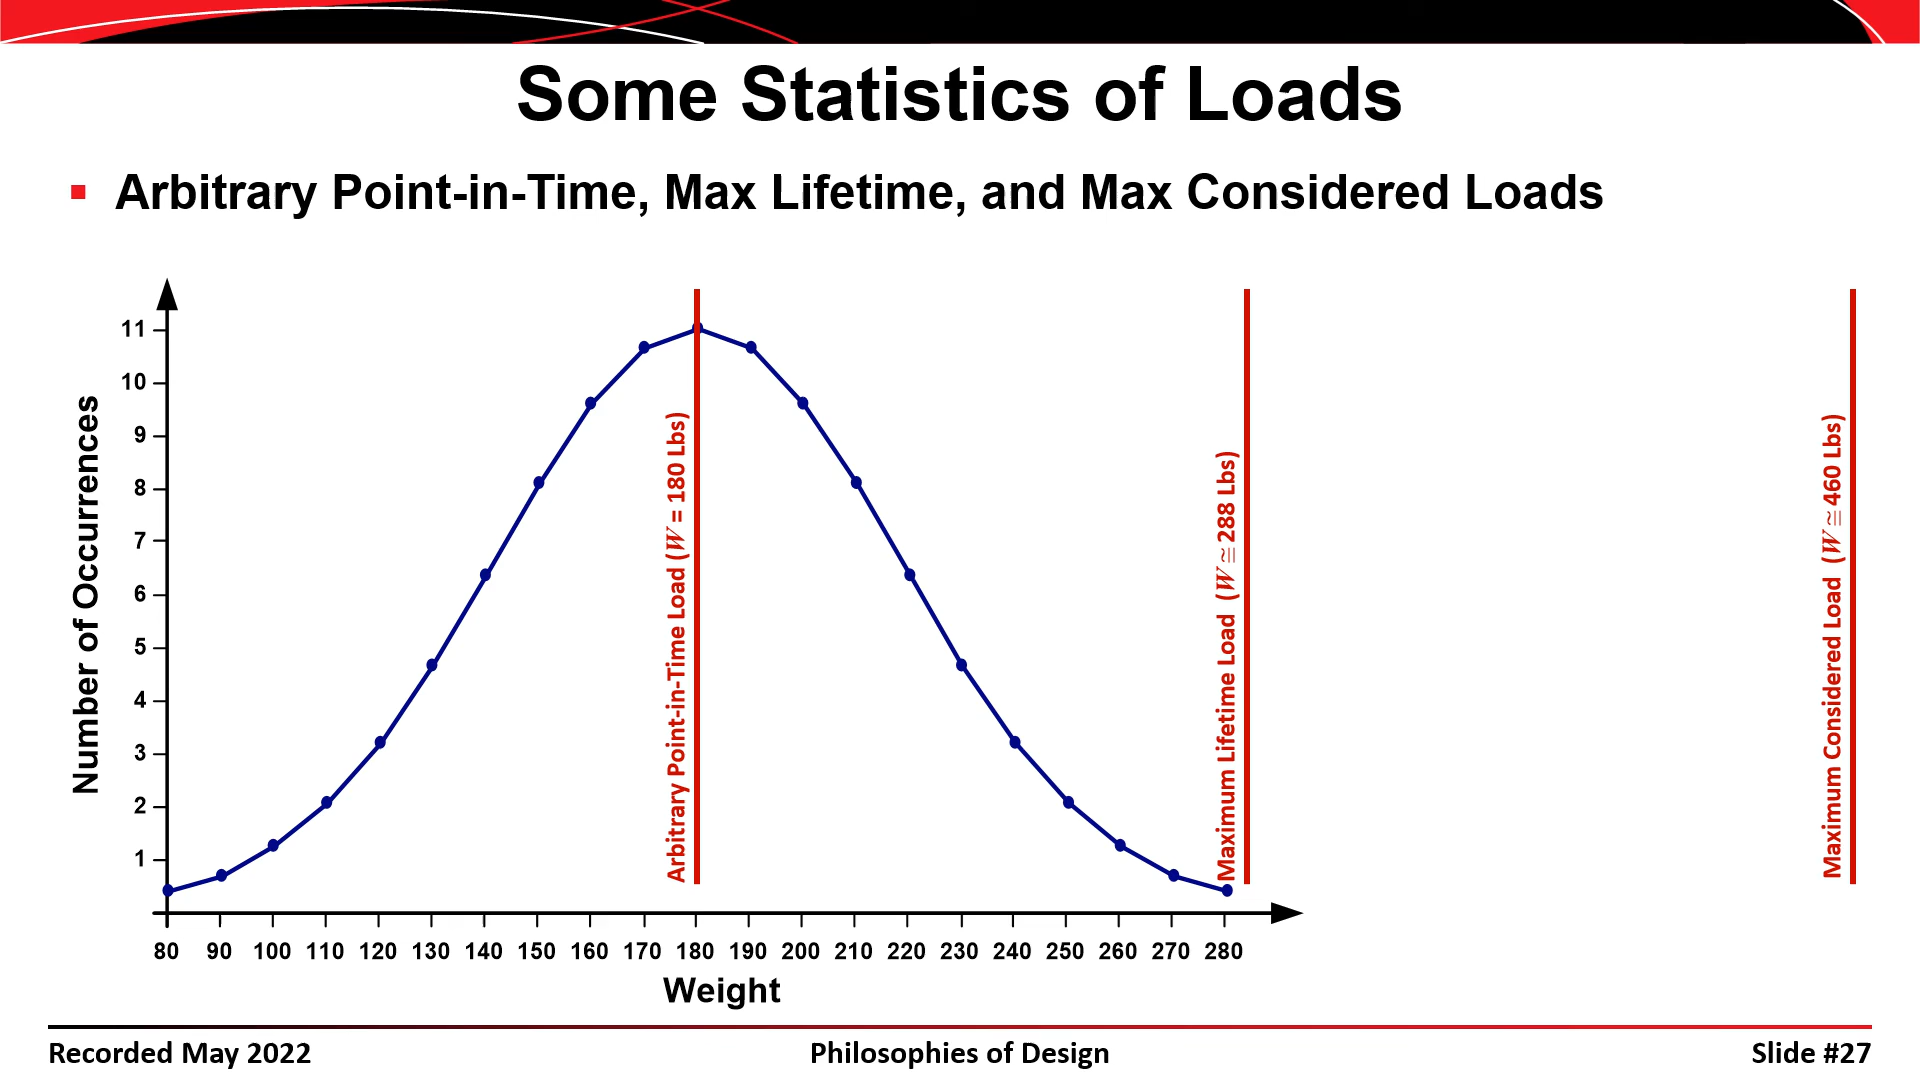 Some Statistics of Loads
Arbitrary Point-in-Time, Max Lifetime, and Max Considered Loads
Number of Occurrences
11
10
9
8
7
6
5
4
3
2
1
Arbitrary Point-in-Time Load (W = 180 Lbs)
Maximum Lifetime Load (W ≅ 288 Lbs)
Maximum Considered Load (W ≅ 460 Lbs)
80 90 100 110 120 130 140 150 160 170 180 190 200 210 220 230 240 250 260 270 280
Weight
Recorded May 2022
Philosophies of Design
Slide #27